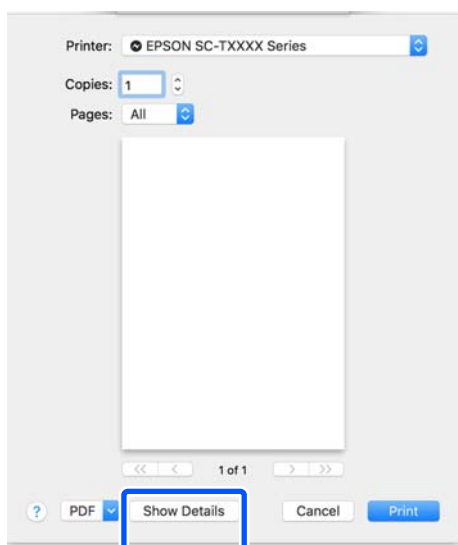 Printer: EPSON SC-TXXXX Series
Copies: 1
Pages: All
<< < 1 of 1 > >>
? PDF Show Details Cancel Print